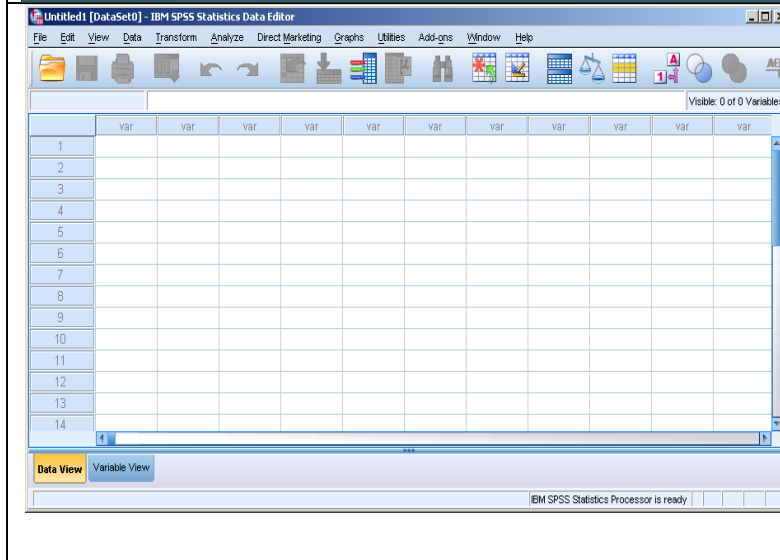 Untitled1 [DataSet0] - IBM SPSS Statistics Data Editor
File Edit View Data Transform Analyze Direct Marketing Graphs Utilities Add-ons Window Help
Visible: 0 of 0 Variables
var var var var var var var var var var var
1
2
3
4
5
6
7
8
9
10
11
12
13
14
Data View Variable View
IBM SPSS Statistics Processor is ready